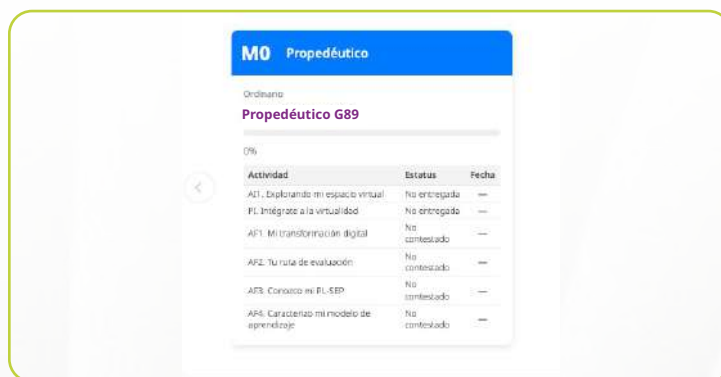 M0 Propedéutico
Ordinario
Propedéutico G89
0%
Actividad Estatus Fecha
AI1. Explorando mi espacio virtual No entregada —
PI. Intégrate a la virtualidad No entregada —
AF1. Mi transformación digital No contestado —
AF2. Tu ruta de evaluación No contestado —
AF3. Conozco mi PL-SEP No contestado —
AF4. Caracterizo mi modelo de
aprendizaje No contestado —